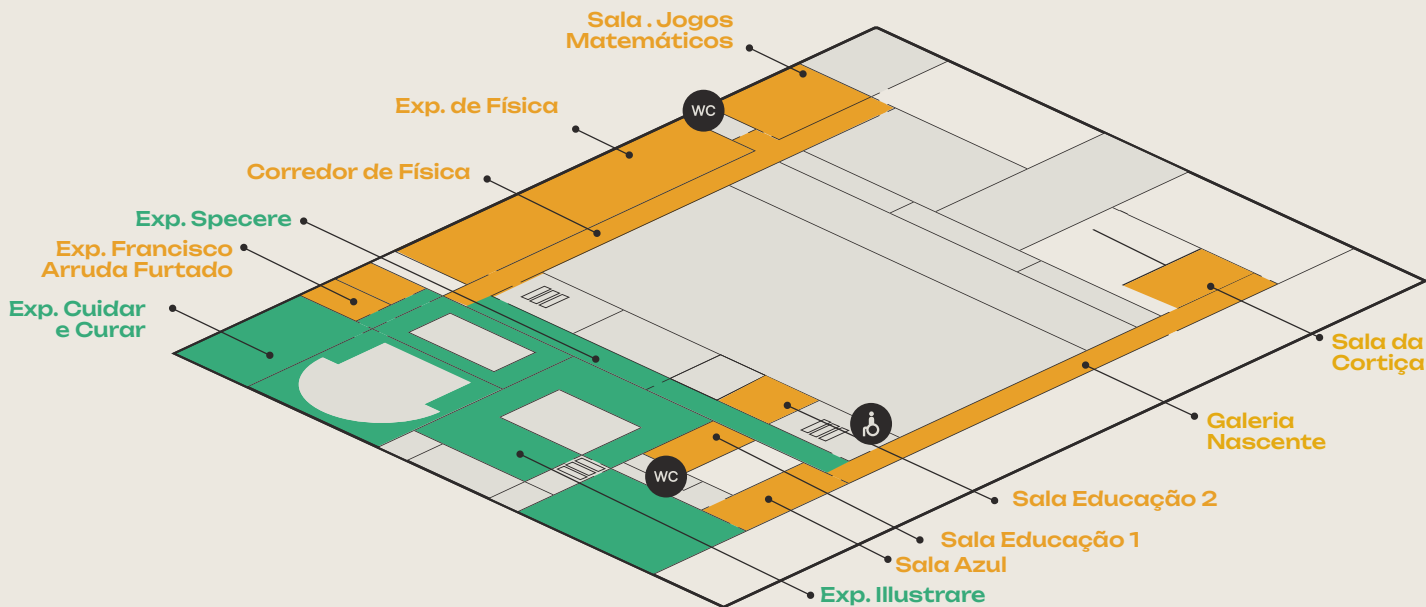 Sala . Jogos
Matemáticos
WC
Exp. de Física
Corredor de Física
Exp. Specere
Exp. Francisco
Arruda Furtado
Exp. Cuidar
e Curar
Sala da
Cortiça
Galeria
Nascente
WC
Sala Educação 2
Sala Educação 1
Sala Azul
Exp. Illustrare